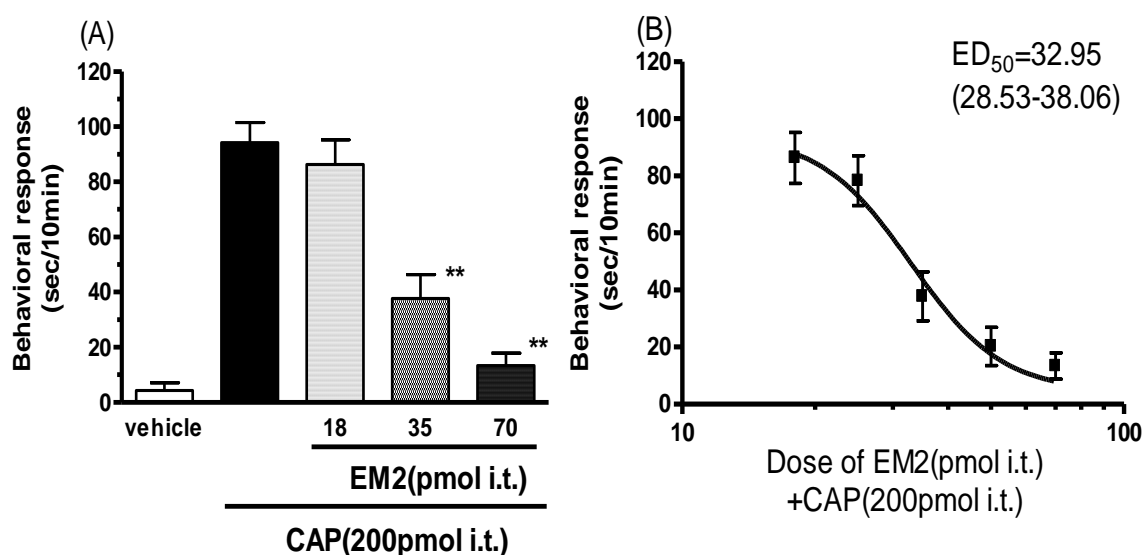 (A)
Behavioral response
(sec/10min)
120
100
80
60
40
20
0
**
**
vehicle
18 35 70
EM2(pmol i.t.)
CAP(200pmol i.t.)
(B)
ED50=32.95
(28.53-38.06)
Behavioral response
(sec/10min)
120
100
80
60
40
20
0
10 100
Dose of EM2(pmol i.t.)
+CAP(200pmol i.t.)